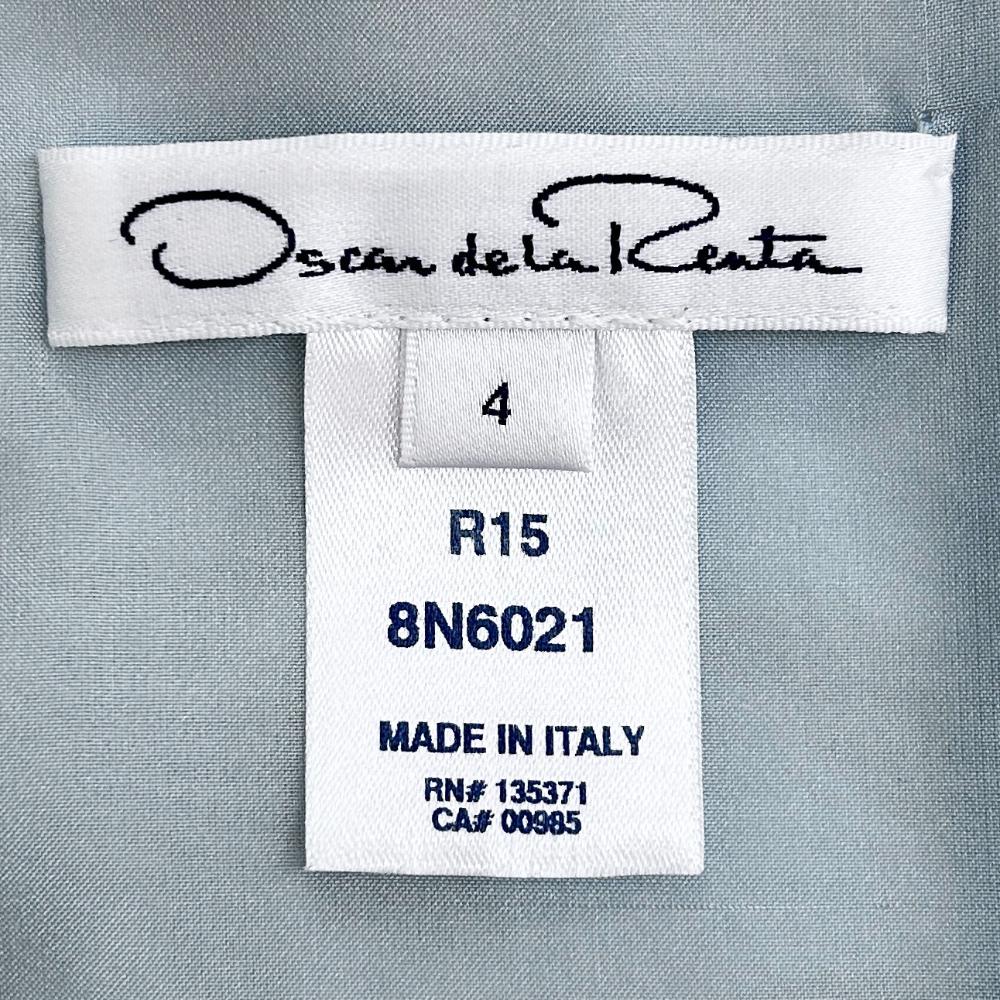 Oscar de la Renta
4
R15
8N6021
MADE IN ITALY
RN# 135371
CA# 00985